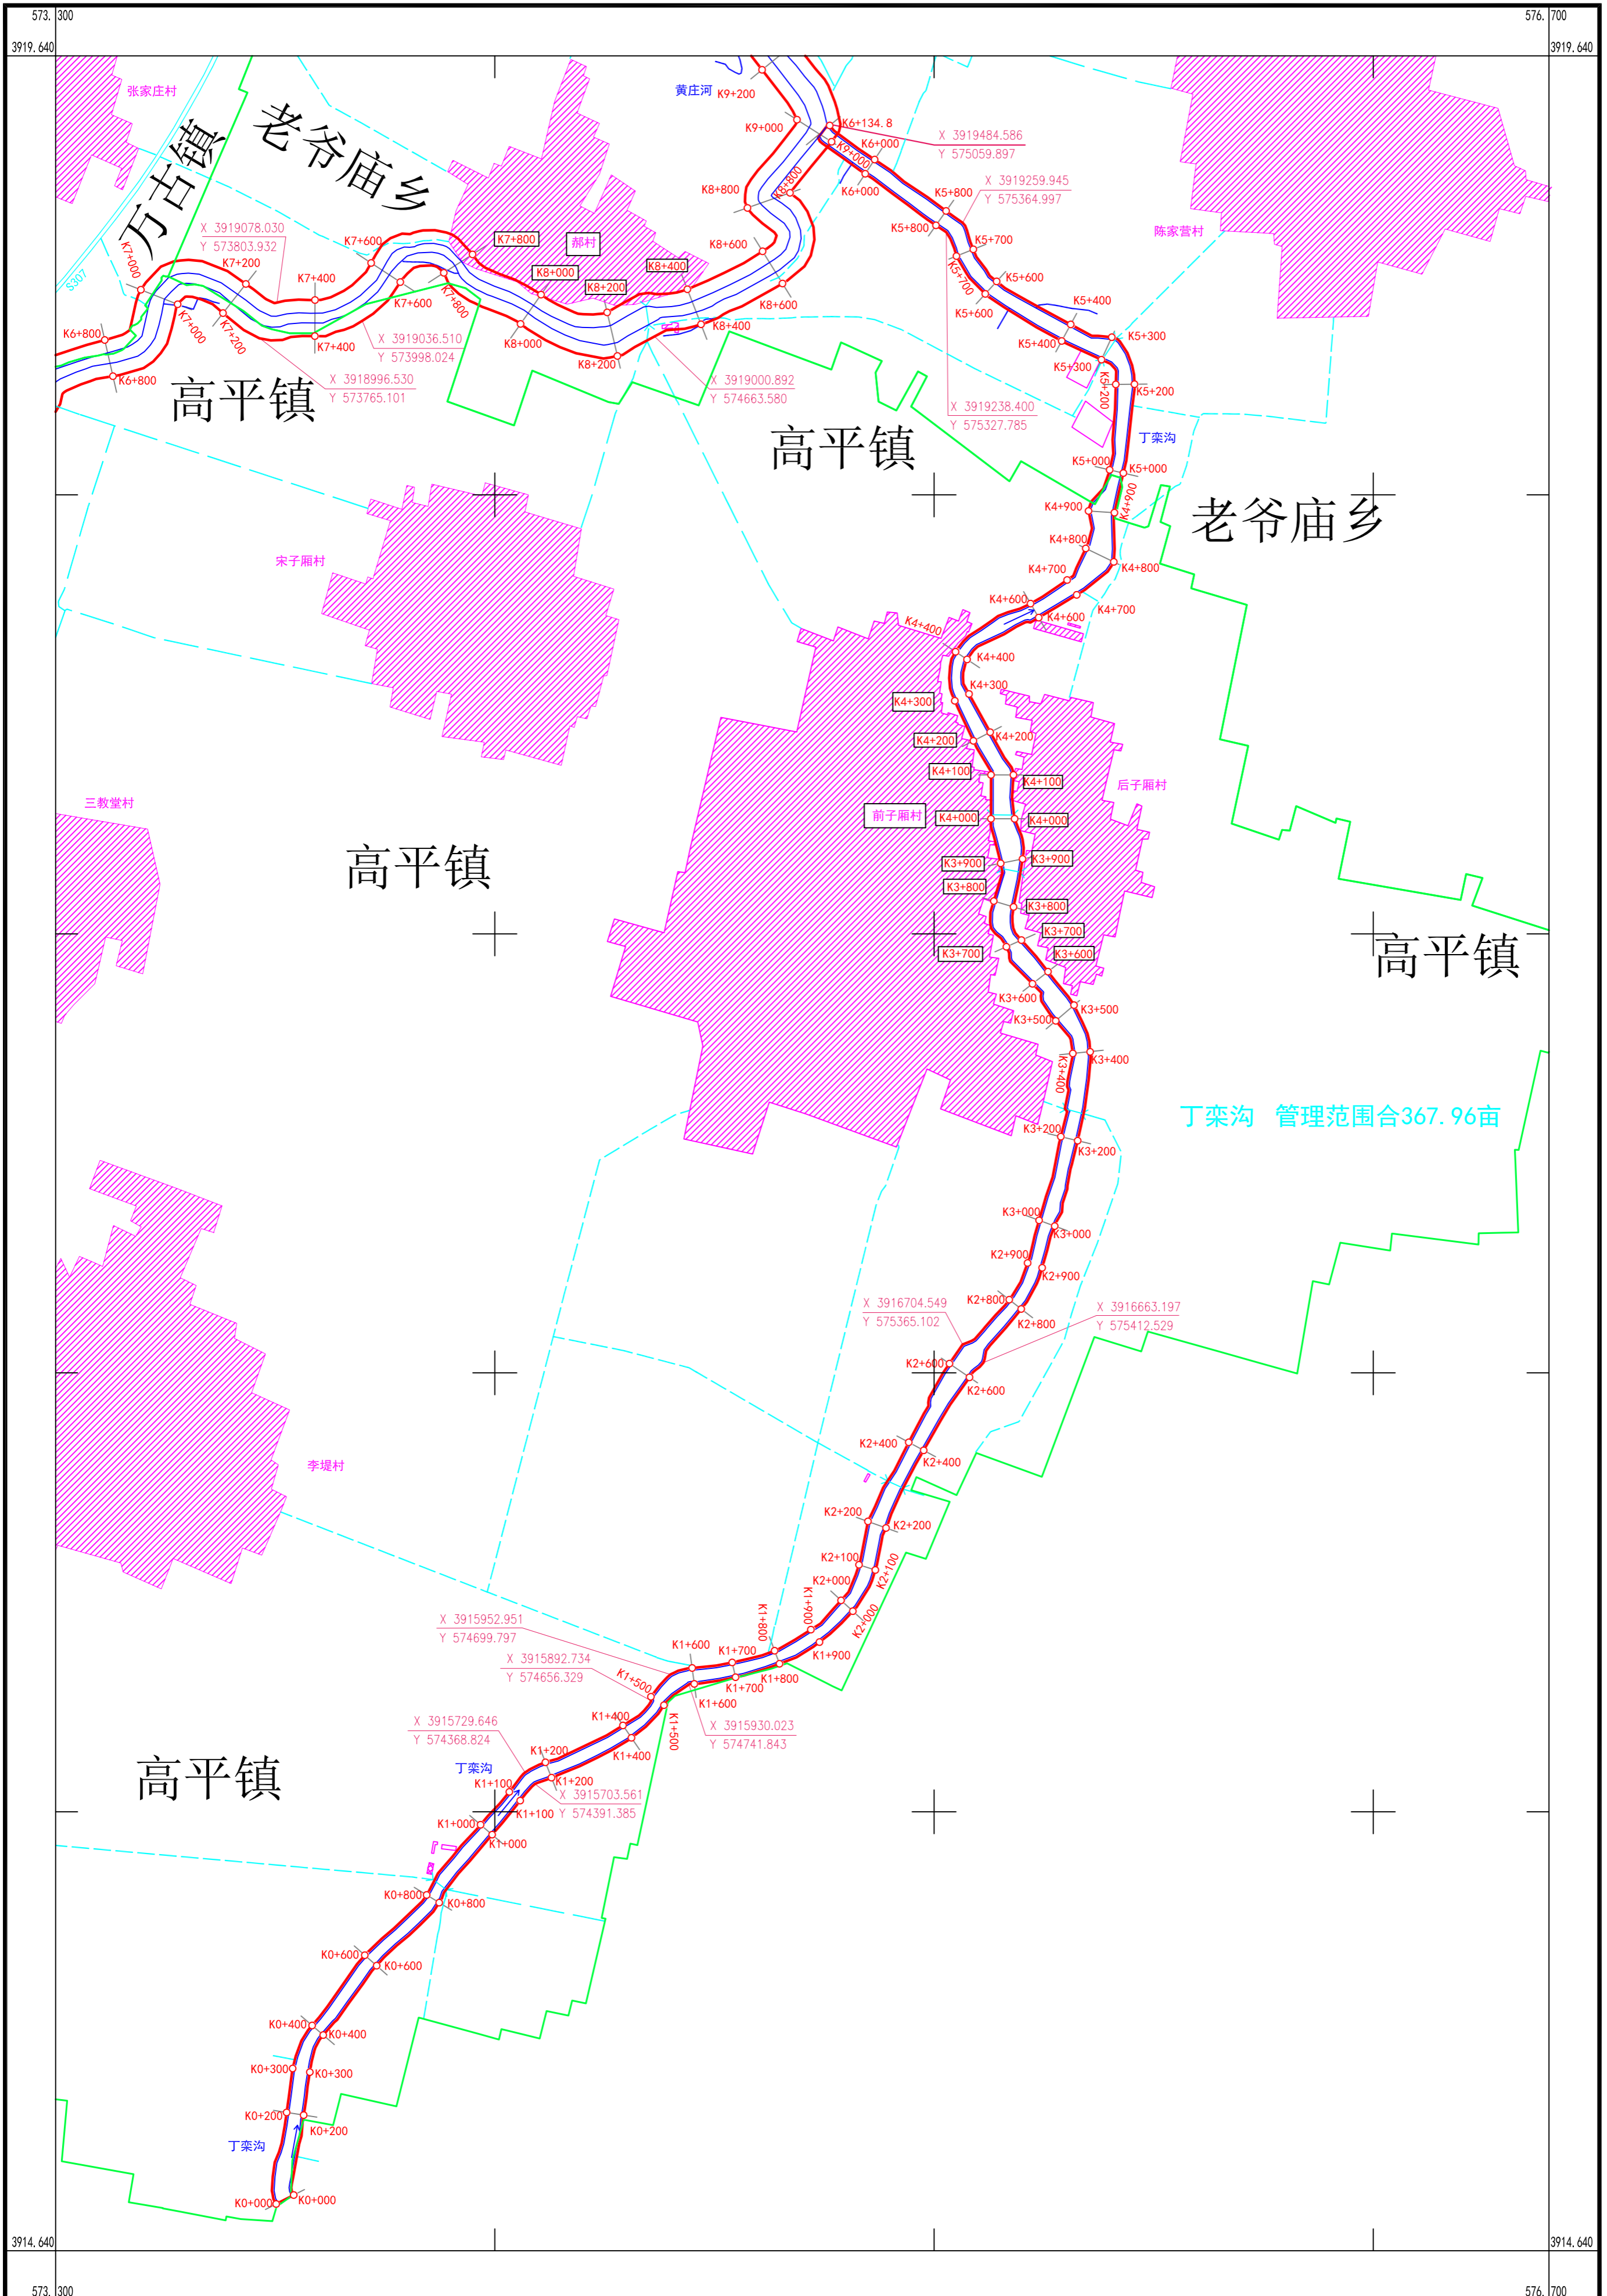 573. 300
576. 700
3919.640
3919.640
张家庄村
万古镇
老爷庙乡
S307
黄庄河
K9+200
K9+000
K6+134.8
K9+000
K6+000
K6+000
X 3919484.586
Y 575059.897
X 3919259.945
Y 575364.997
K8+800
K8+800
K5+800
K5+800
陈家营村
X 3919078.030
Y 573803.932
K7+600
K7+800
郝村
K8+600
K5+700
K5+700
K7+000
K7+200
K7+400
K8+000
K8+200
K8+400
K7+600
K7+800
K8+600
K5+600
K5+600
K5+400
K7+000
K7+200
K7+400
K8+000
K8+200
K8+400
K5+400
K5+300
K5+300
K6+800
K6+800
X 3919036.510
Y 573998.024
X 3918996.530
Y 573765.101
X 3919000.892
Y 574663.580
X 3919238.400
Y 575327.785
K5+200
K5+200
高平镇
高平镇
丁栾沟
K5+000
K5+000
K4+900
K4+900
老爷庙乡
宋子厢村
K4+800
K4+800
K4+700
K4+700
K4+600
K4+600
K4+400
K4+400
K4+300
K4+300
K4+200
K4+200
K4+100
K4+100
后子厢村
三教堂村
前子厢村
K4+000
K4+000
高平镇
K3+900
K3+900
K3+800
K3+800
K3+700
K3+700
K3+600
高平镇
K3+600
K3+500
K3+500
K3+400
K3+400
丁栾沟 管理范围合367.96亩
K3+200
K3+200
K3+000
K3+000
K2+900
K2+900
K2+800
K2+800
X 3916704.549
Y 575365.102
X 3916663.197
Y 575412.529
K2+600
K2+600
K2+400
K2+400
李堤村
K2+200
K2+200
K2+100
K2+100
K2+000
K2+000
X 3915952.951
Y 574699.797
K1+900
K1+900
K1+800
K1+800
K1+700
K1+700
K1+600
K1+600
X 3915892.734
Y 574656.329
K1+500
K1+500
X 3915729.646
Y 574368.824
K1+400
K1+400
X 3915930.023
Y 574741.843
高平镇
丁栾沟
K1+200
K1+200
K1+100
K1+100
X 3915703.561
Y 574391.385
K1+000
K1+000
K0+800
K0+800
K0+600
K0+600
K0+400
K0+400
K0+300
K0+300
K0+200
K0+200
丁栾沟
K0+000
K0+000
3914.640
3914.640
573. 300
576. 700